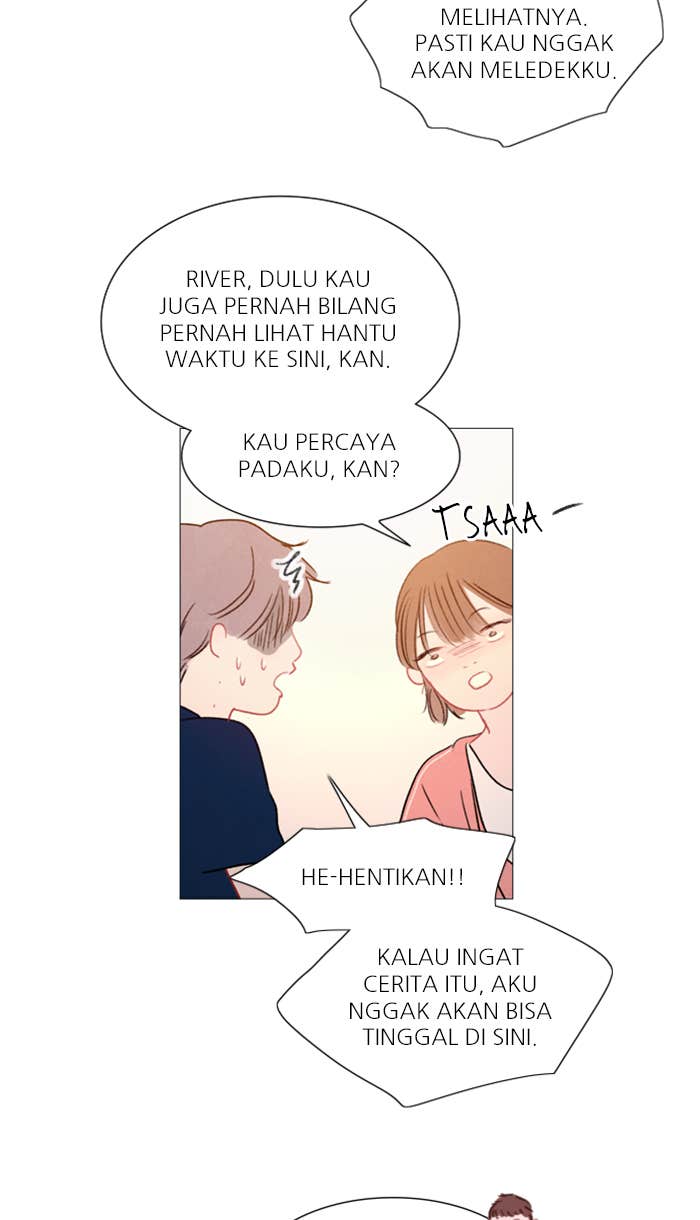 MELIHATNYA.
PASTI KAU NGGAK
AKAN MELEDEKKU.
RIVER, DULU KAU
JUGA PERNAH BILANG
PERNAH LIHAT HANTU
WAKTU KE SINI, KAN.
KAU PERCAYA
PADAKU, KAN?
TSAAA
HE-HENTIKAN!!
KALAU INGAT
CERITA ITU, AKU
NGGAK AKAN BISA
TINGGAL DI SINI.